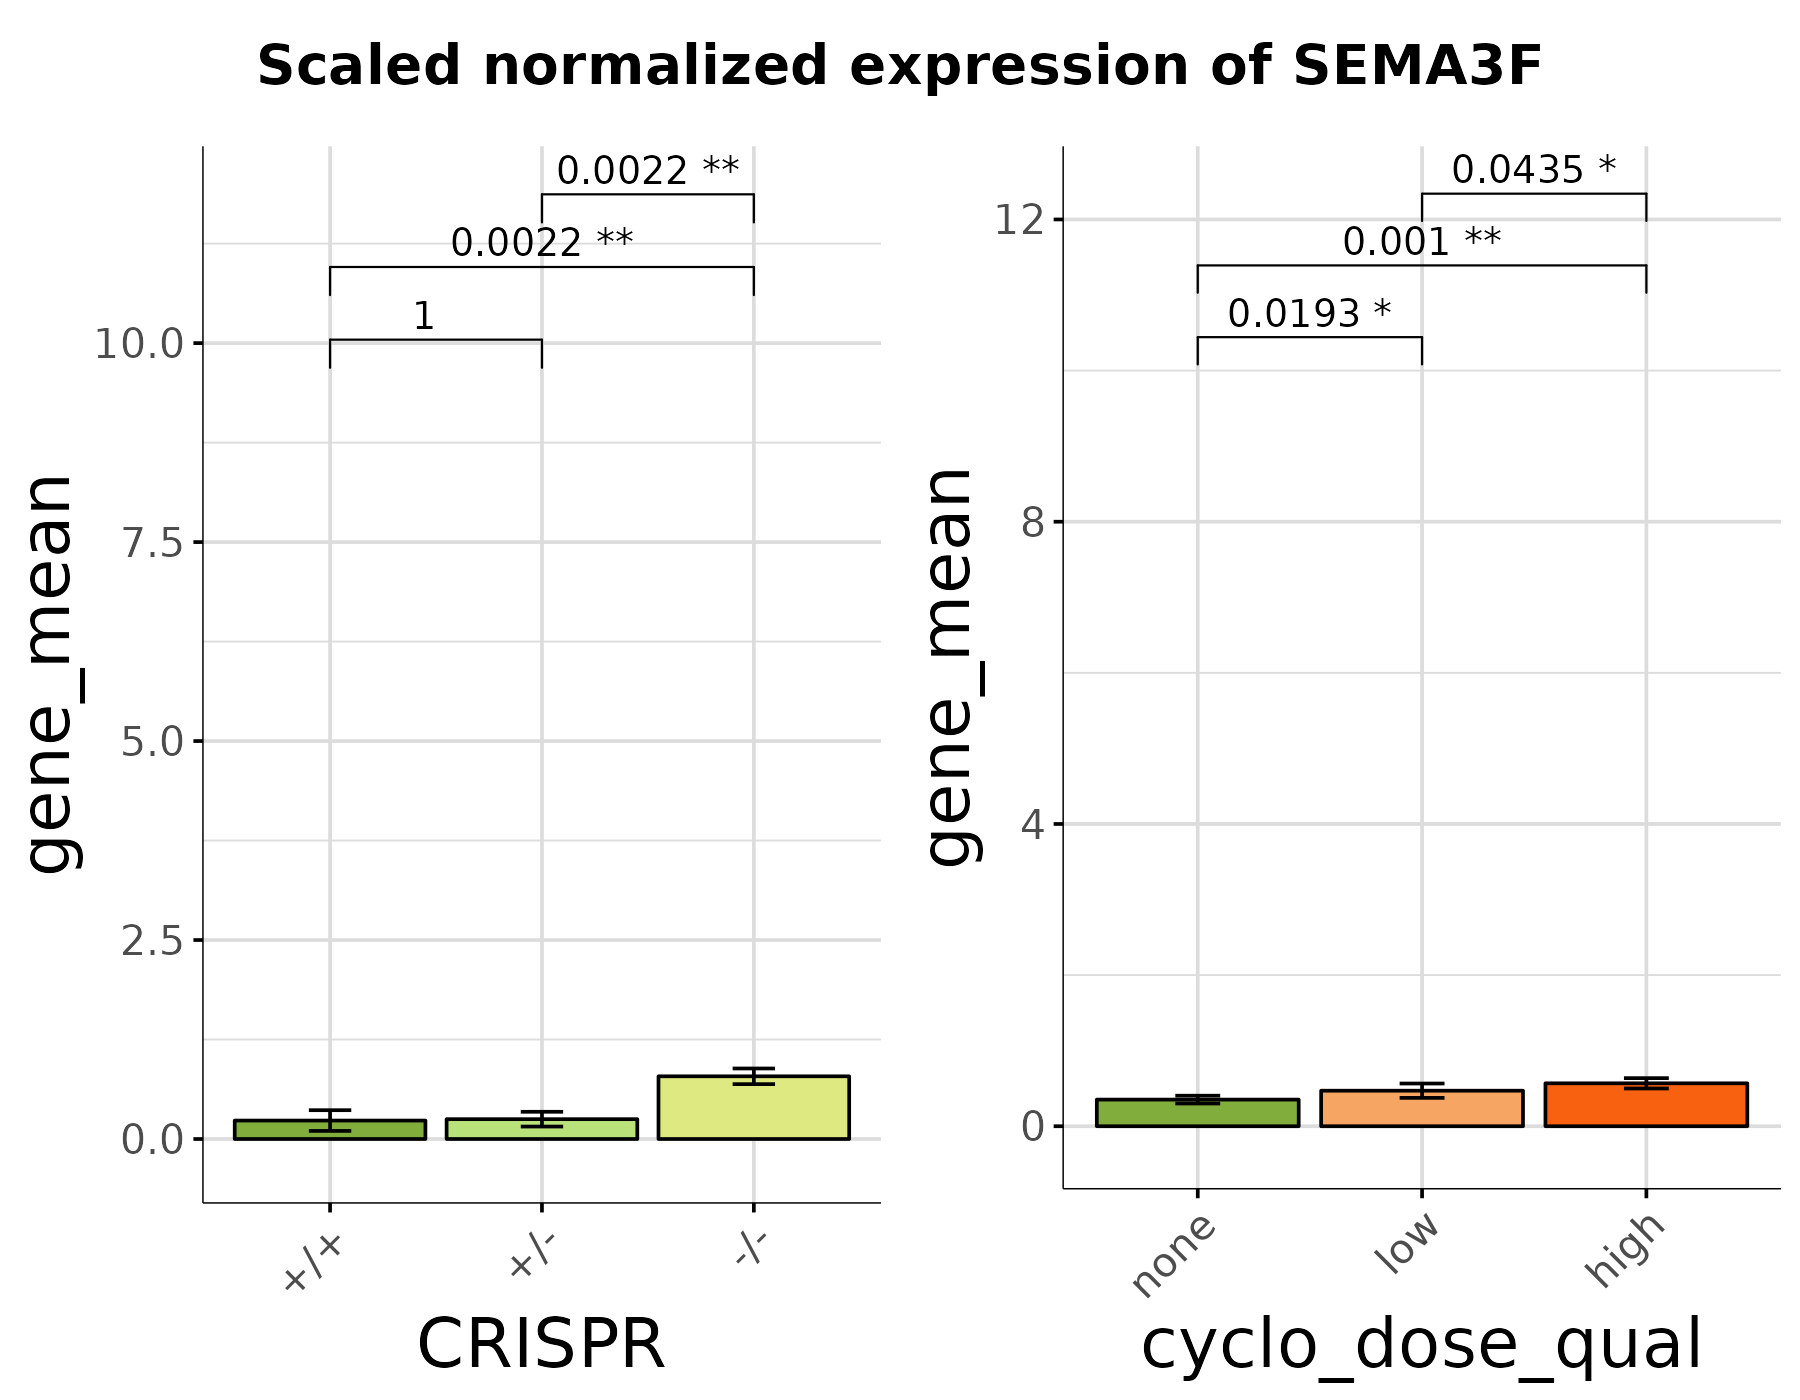 Scaled normalized expression of SEMA3F
gene_mean
10.0
7.5
5.0
2.5
0.0
0.0022 **
0.0022 **
1
+/+
+/-
-/-
CRISPR
gene_mean
12
8
4
0
0.0435 *
0.001 **
0.0193 *
none
low
high
cyclo_dose_qual